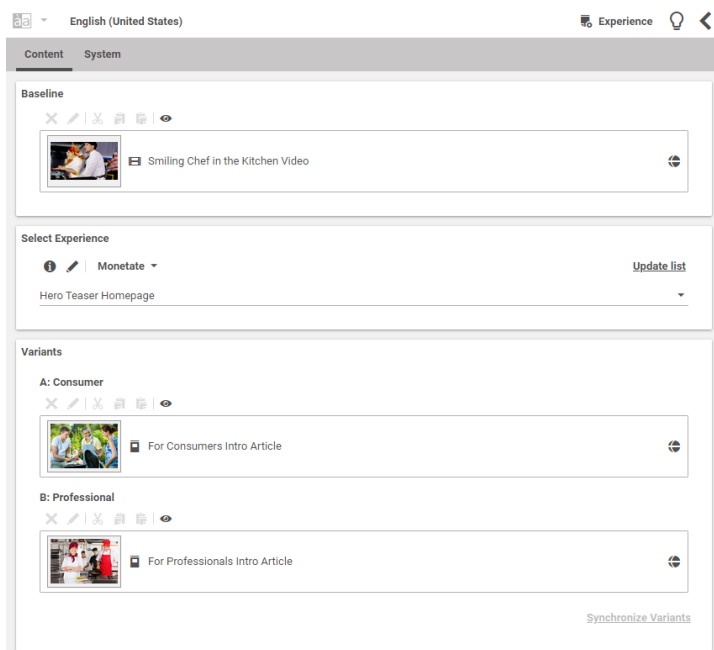 àa English (United States) Experience
Content System
Baseline
Smiling Chef in the Kitchen Video
Select Experience
Monetate Update list
Hero Teaser Homepage
Variants
A: Consumer
For Consumers Intro Article
B: Professional
For Professionals Intro Article
Synchronize Variants